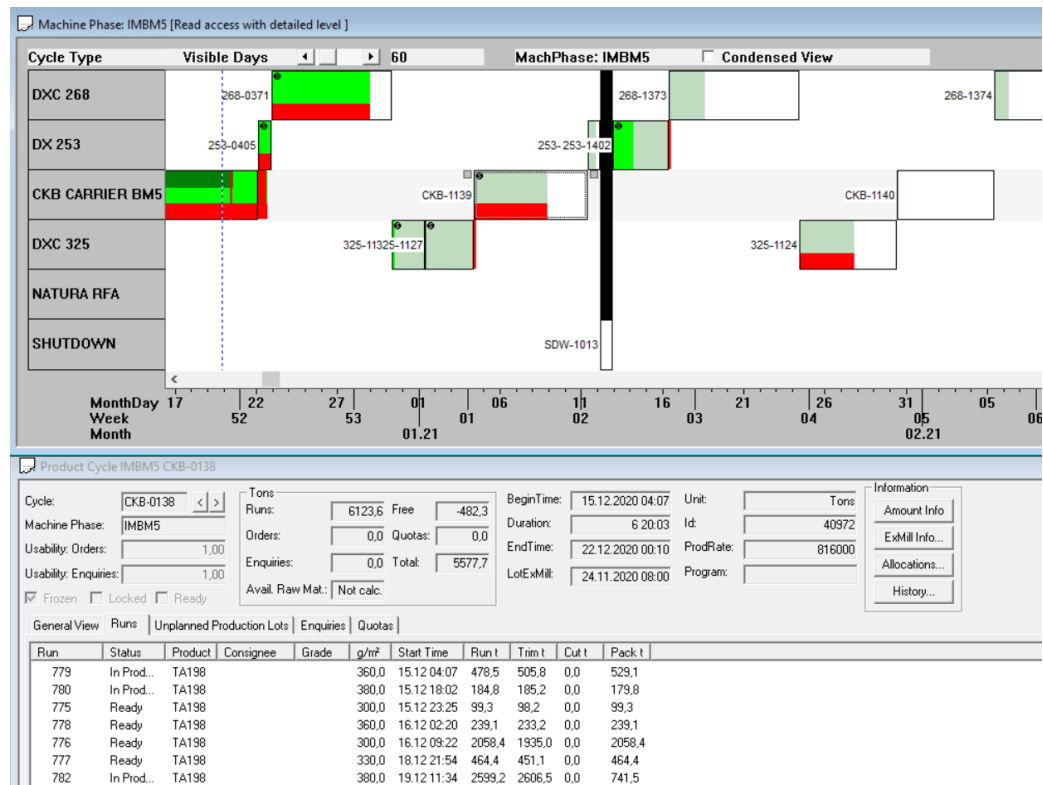 Machine Phase: IMBM5 [Read access with detailed level ]
Cycle Type Visible Days 60 MachPhase: IMBM5 Condensed View
DXC 268 268-0371 268-1373 268-1374
DX 253 253-0405 253- 253-1402
CKB CARRIER BM5 CKB-1139 CKB-1140
DXC 325 325-11325-1127 325-1124
NATURA RFA
SHUTDOWN SDW-1013
MonthDay 17 22 27 01 06 11 16 21 26 31 05
Week 52 53 01 02 03 04 05 06
Month 01.21 02.21
Product Cycle IMBM5 CKB-0138
Cycle: CKB-0138 < >
Machine Phase: IMBM5
Usability: Orders: 1,00
Usability: Enquiries: 1,00
Frozen Locked Ready
Tons
Runs: 6123,6 Free -482,3
Orders: 0,0 Quotas: 0,0
Enquiries: 0,0 Total: 5577,7
Avail. Raw Mat.: Not calc.
BeginTime: 15.12.2020 04:07
Duration: 6 20:03
EndTime: 22.12.2020 00:10
LotExMill: 24.11.2020 08:00
Unit: Tons
Id: 40972
ProdRate: 816000
Program:
Information
Amount Info
ExMill Info...
Allocations...
History...
General View Runs Unplanned Production Lots Enquiries Quotas
Run Status Product Consignee Grade g/m² Start Time Run t Trim t Cut t Pack t
779 In Prod... TA198 360,0 15.12 04:07 478,5 505,8 0,0 529,1
780 In Prod... TA198 380,0 15.12 18:02 184,8 185,2 0,0 179,8
775 Ready TA198 300,0 15.12 23:25 99,3 98,2 0,0 99,3
778 Ready TA198 360,0 16.12 02:20 239,1 233,2 0,0 239,1
776 Ready TA198 300,0 16.12 09:22 2058,4 1935,0 0,0 2058,4
777 Ready TA198 330,0 18.12 21:54 464,4 451,1 0,0 464,4
782 In Prod... TA198 380,0 19.12 11:34 2599,2 2606,5 0,0 741,5